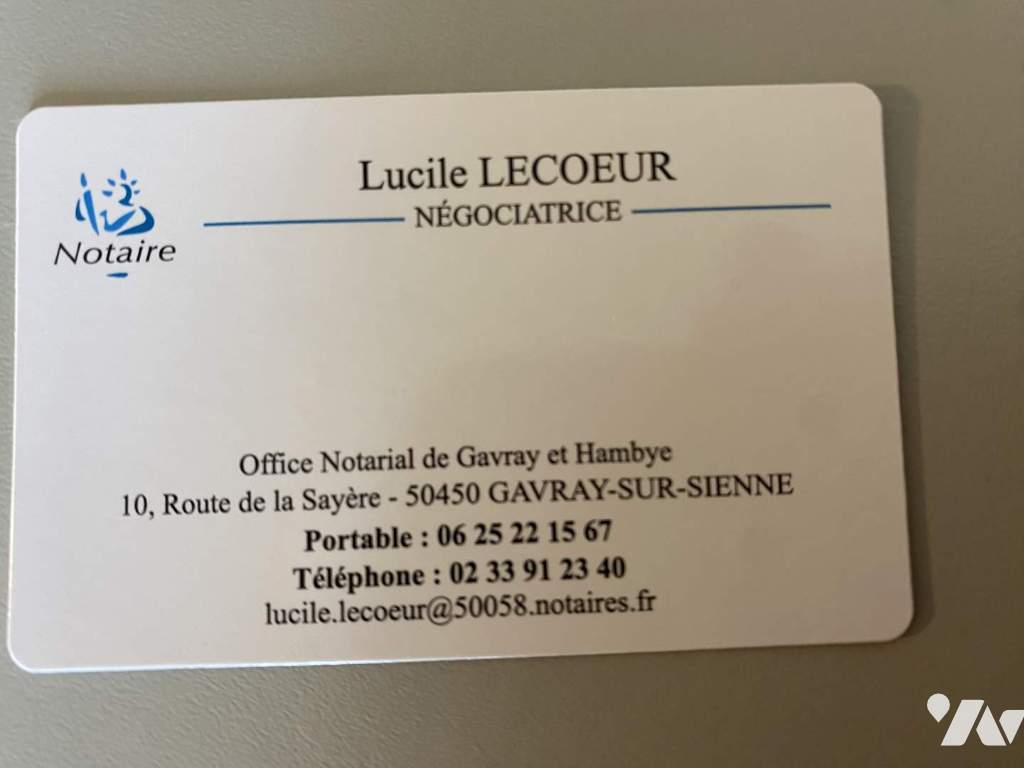 Lucile LECOEUR
NÉGOCIATRICE
Notaire
Office Notarial de Gavray et Hambye
10, Route de la Sayère - 50450 GAVRAY-SUR-SIENNE
Portable : 06 25 22 15 67
Téléphone : 02 33 91 23 40
lucile.lecoeur@50058.notaires.fr